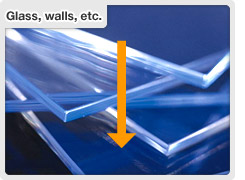 Glass, walls, etc.